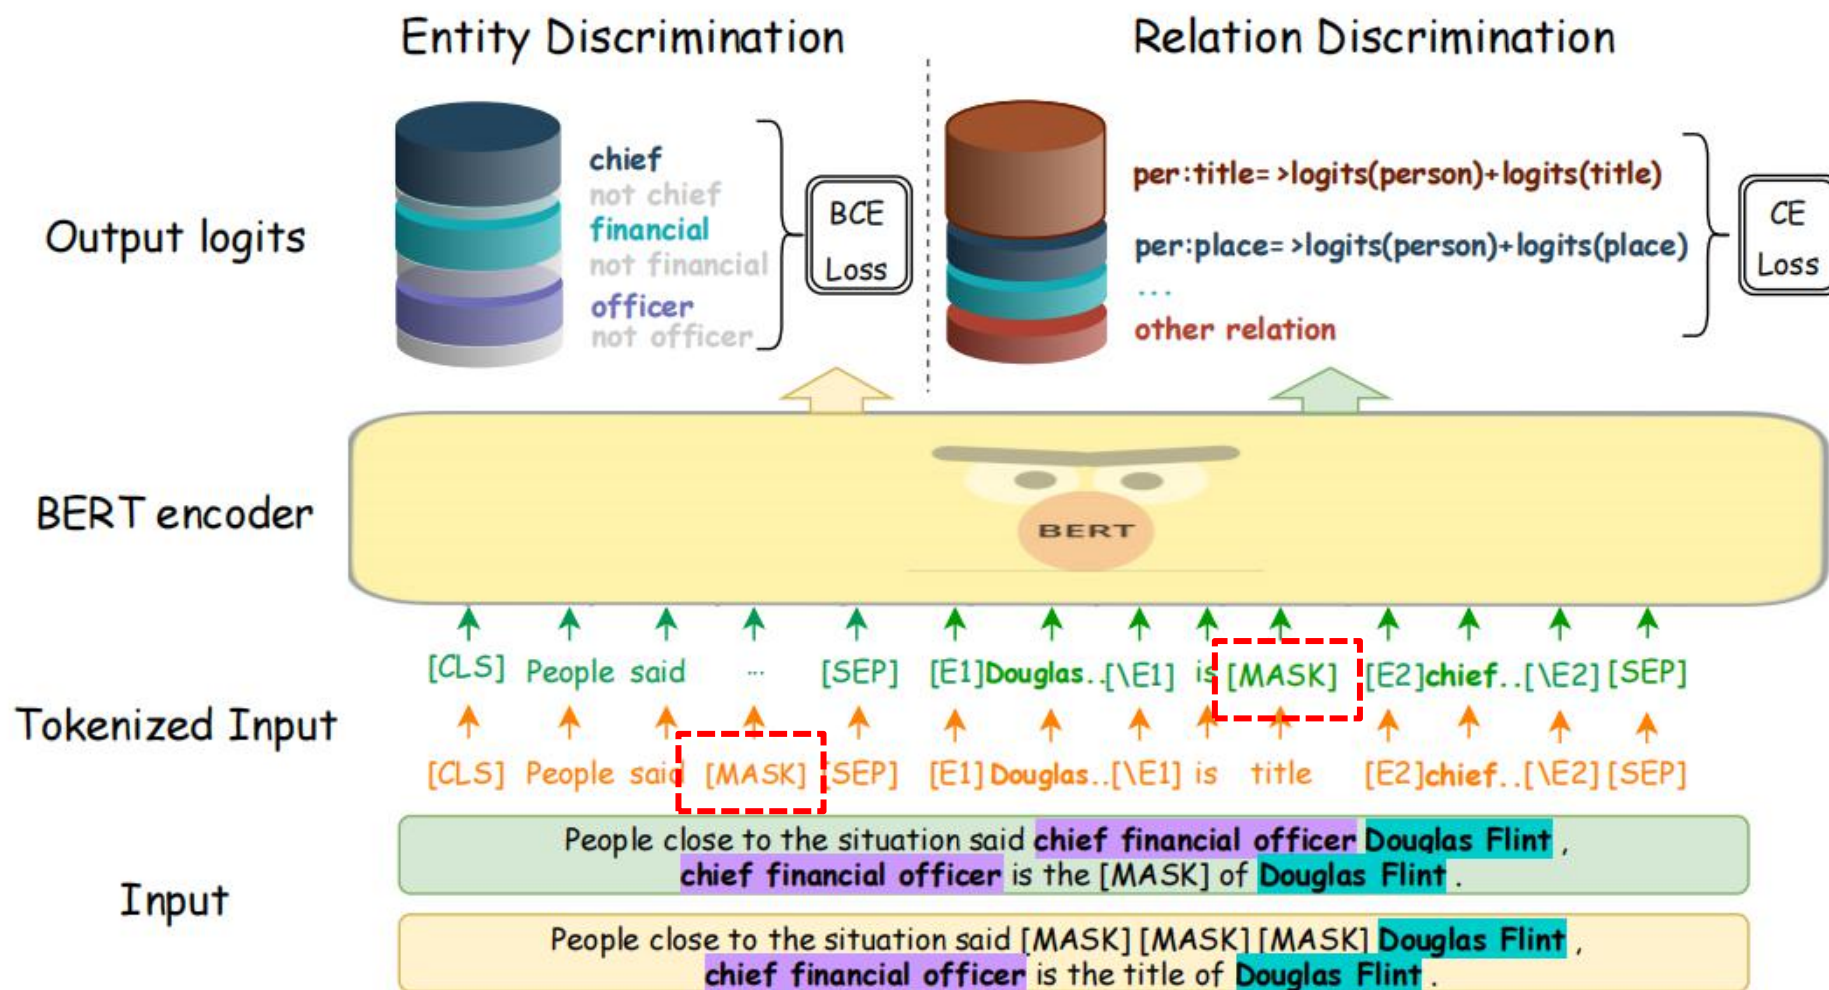 Entity Discrimination
Relation Discrimination
Output logits
chief
not chief
financial
not financial
officer
not officer
BCE
Loss
per:title=>logits(person)+logits(title)
per:place=>logits(person)+logits(place)
...
other relation
CE
Loss
BERT encoder
BERT
Tokenized Input
[CLS] People said ... [SEP] [E1]Douglas..[\E1] is [MASK] [E2]chief..[\E2] [SEP]
[CLS] People said [MASK] [SEP] [E1] Douglas..[\E1] is title [E2]chief..[\E2] [SEP]
Input
People close to the situation said chief financial officer Douglas Flint ,
chief financial officer is the [MASK] of Douglas Flint .
People close to the situation said [MASK] [MASK] [MASK] Douglas Flint ,
chief financial officer is the title of Douglas Flint .